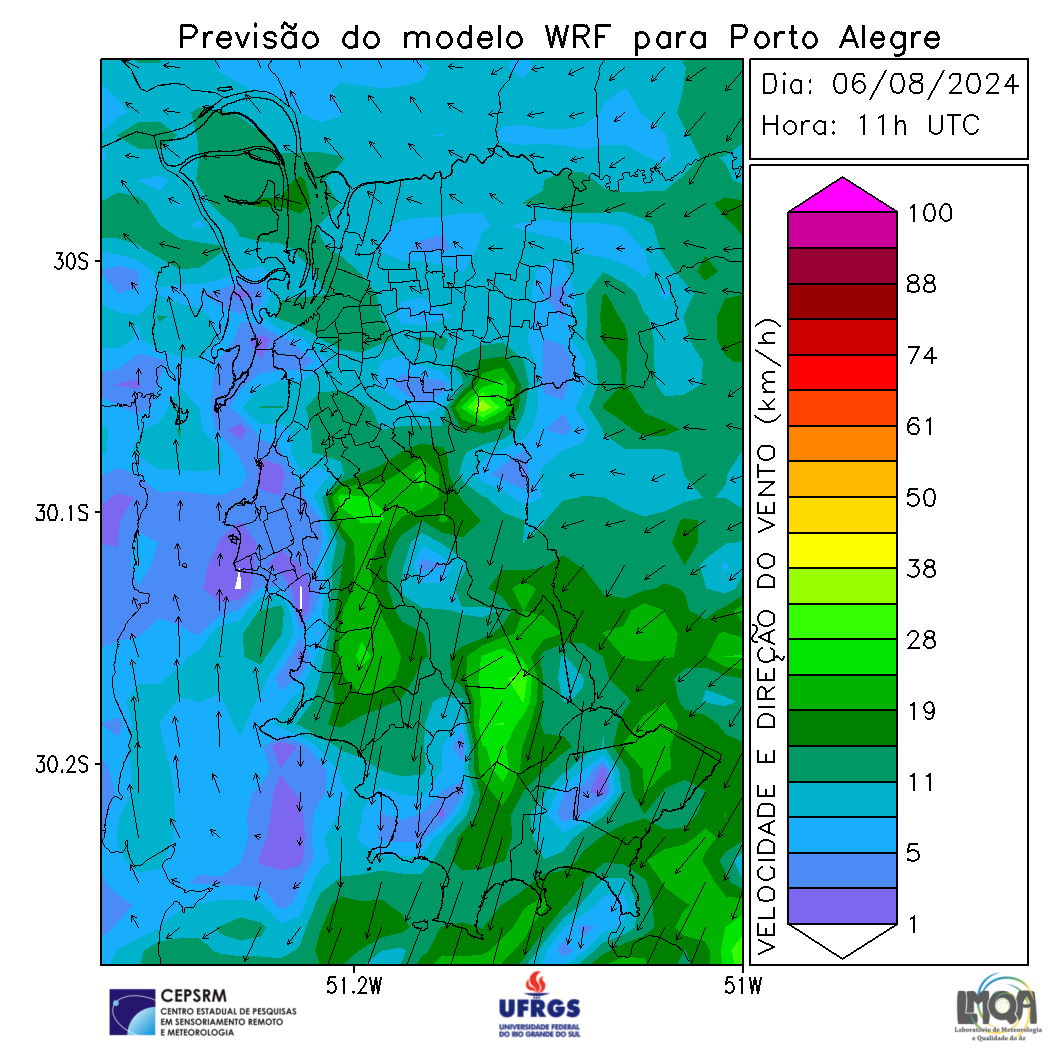 Previsão do modelo WRF para Porto Alegre
Dia: 06/08/2024
Hora: 11h UTC
30S
30.1S
30.2S
51.2W
51W
VELOCIDADE E DIREÇÃO DO VENTO (km/h)
100
88
74
61
50
38
28
19
11
5
1
CEPSRM
CENTRO ESTADUAL DE PESQUISAS
EM SENSORIAMENTO REMOTO
E METEOROLOGIA
UFRGS
UNIVERSIDADE FEDERAL
DO RIO GRANDE DO SUL
LMQA
Laboratório de Meteorologia
e Qualidade do Ar